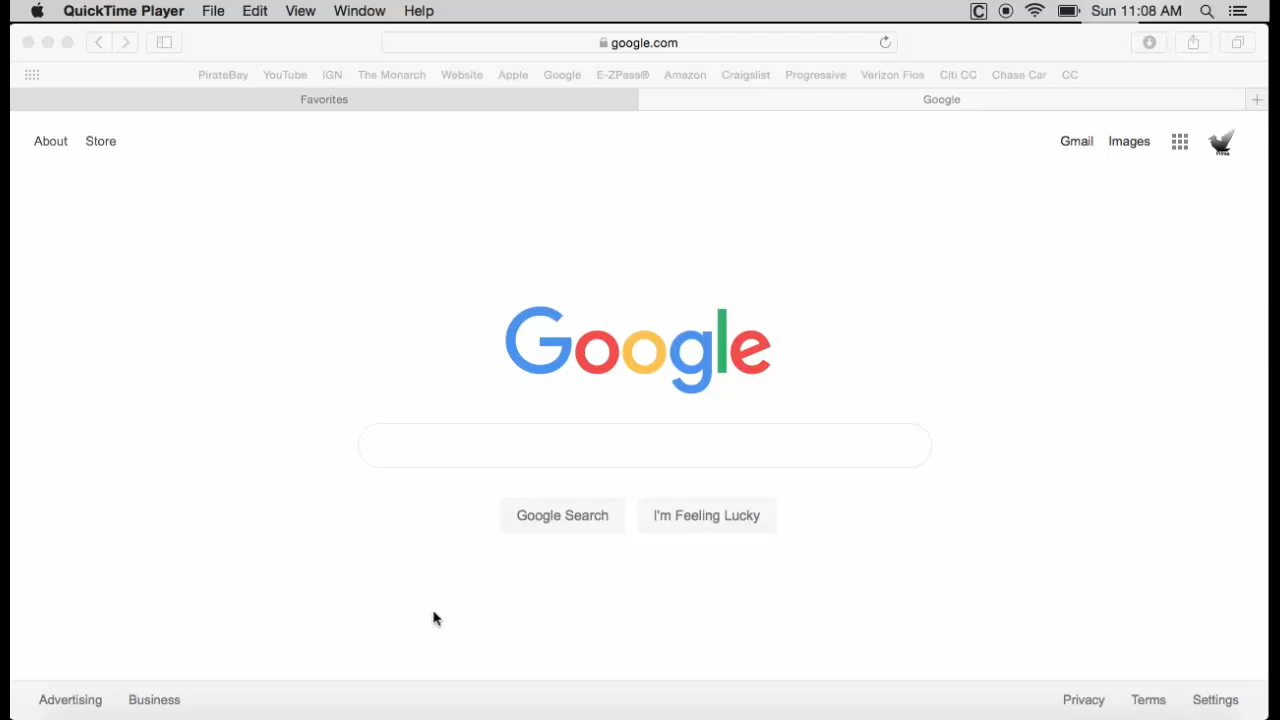 QuickTime Player File Edit View Window Help C Sun 11:08 AM
google.com
PirateBay YouTube IGN The Monarch Website Apple Google E-ZPass® Amazon Craigslist Progressive Verizon Fios Citi CC Chase Car CC
Favorites Google +
About Store Gmail Images
Google
Google Search I'm Feeling Lucky
Advertising Business Privacy Terms Settings